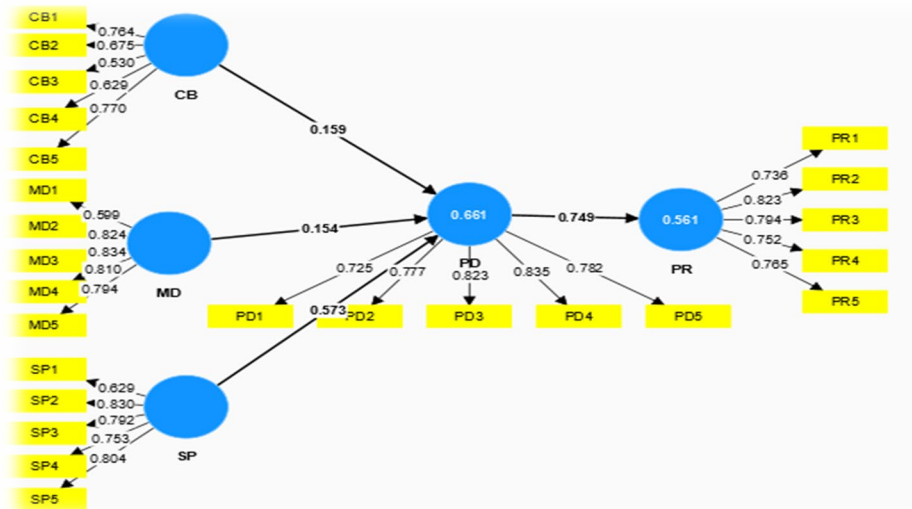 CB1
0.764
CB2
0.675
0.530
CB3
0.629
CB4
0.770
CB5
CB
0.159
MD1
0.599
MD2
0.824
0.834
MD3
0.810
MD4
0.794
MD5
MD
0.154
0.661
PD
0.749
0.561
PR
PR1
0.736
PR2
0.823
PR3
0.794
0.752
PR4
0.765
PR5
0.725
0.777
0.823
0.835
0.782
PD1
PD2
PD3
PD4
PD5
0.573
SP1
0.629
SP2
0.830
0.792
SP3
0.753
SP4
0.804
SP5
SP